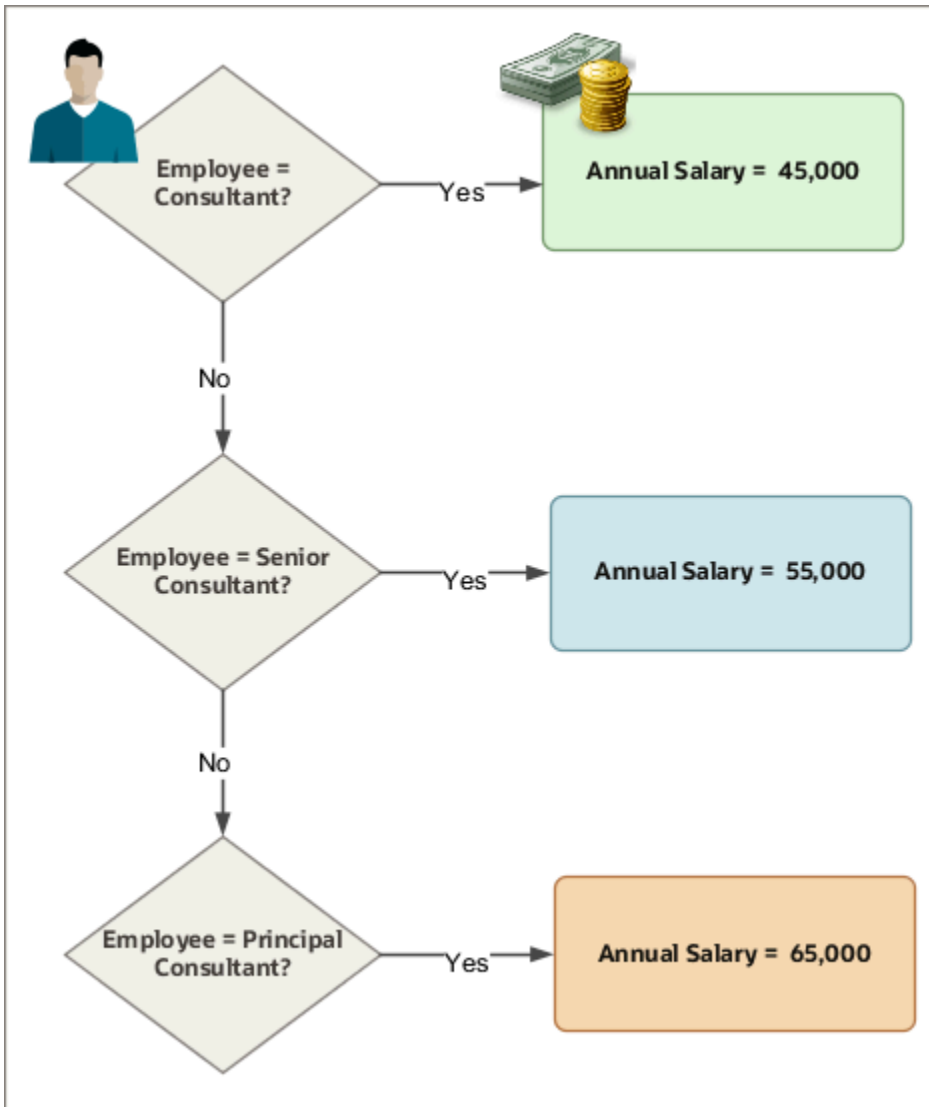 Employee =
Consultant?
Yes
Annual Salary = 45,000
No
Employee = Senior
Consultant?
Yes
Annual Salary = 55,000
No
Employee = Principal
Consultant?
Yes
Annual Salary = 65,000